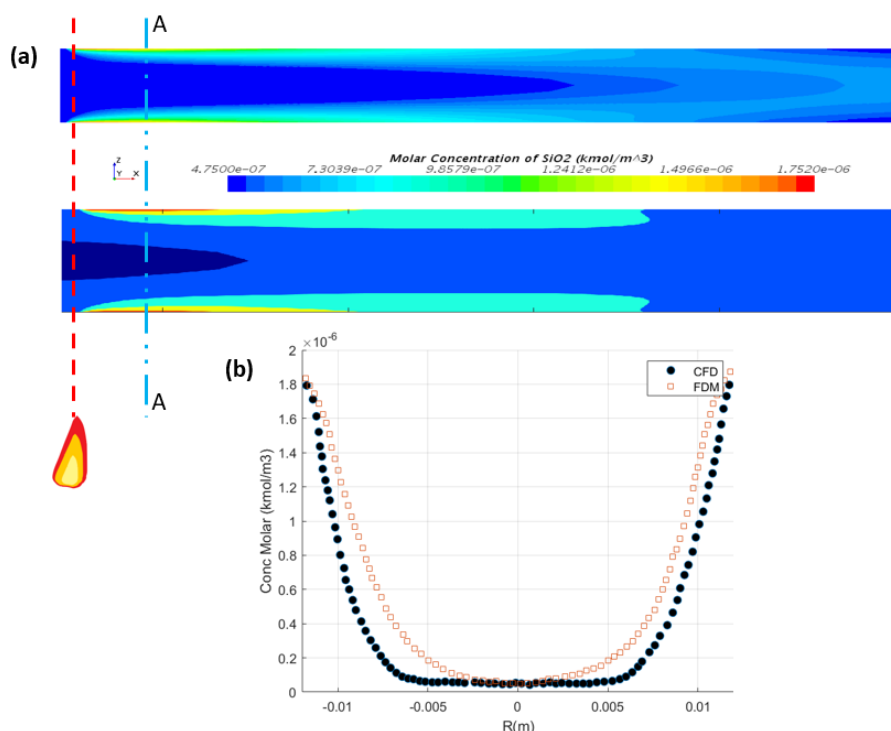 A
(a)
Z
Y X
Molar Concentration of SiO2 (kmol/m^3)
4.7500e-07 7.3039e-07 9.8579e-07 1.2412e-06 1.4966e-06 1.7520e-06
A
(b)
×10^-6
2
1.8
1.6
1.4
1.2
1
0.8
0.6
0.4
0.2
0
Conc Molar (kmol/m3)
CFD
FDM
-0.01 -0.005 0 0.005 0.01
R(m)